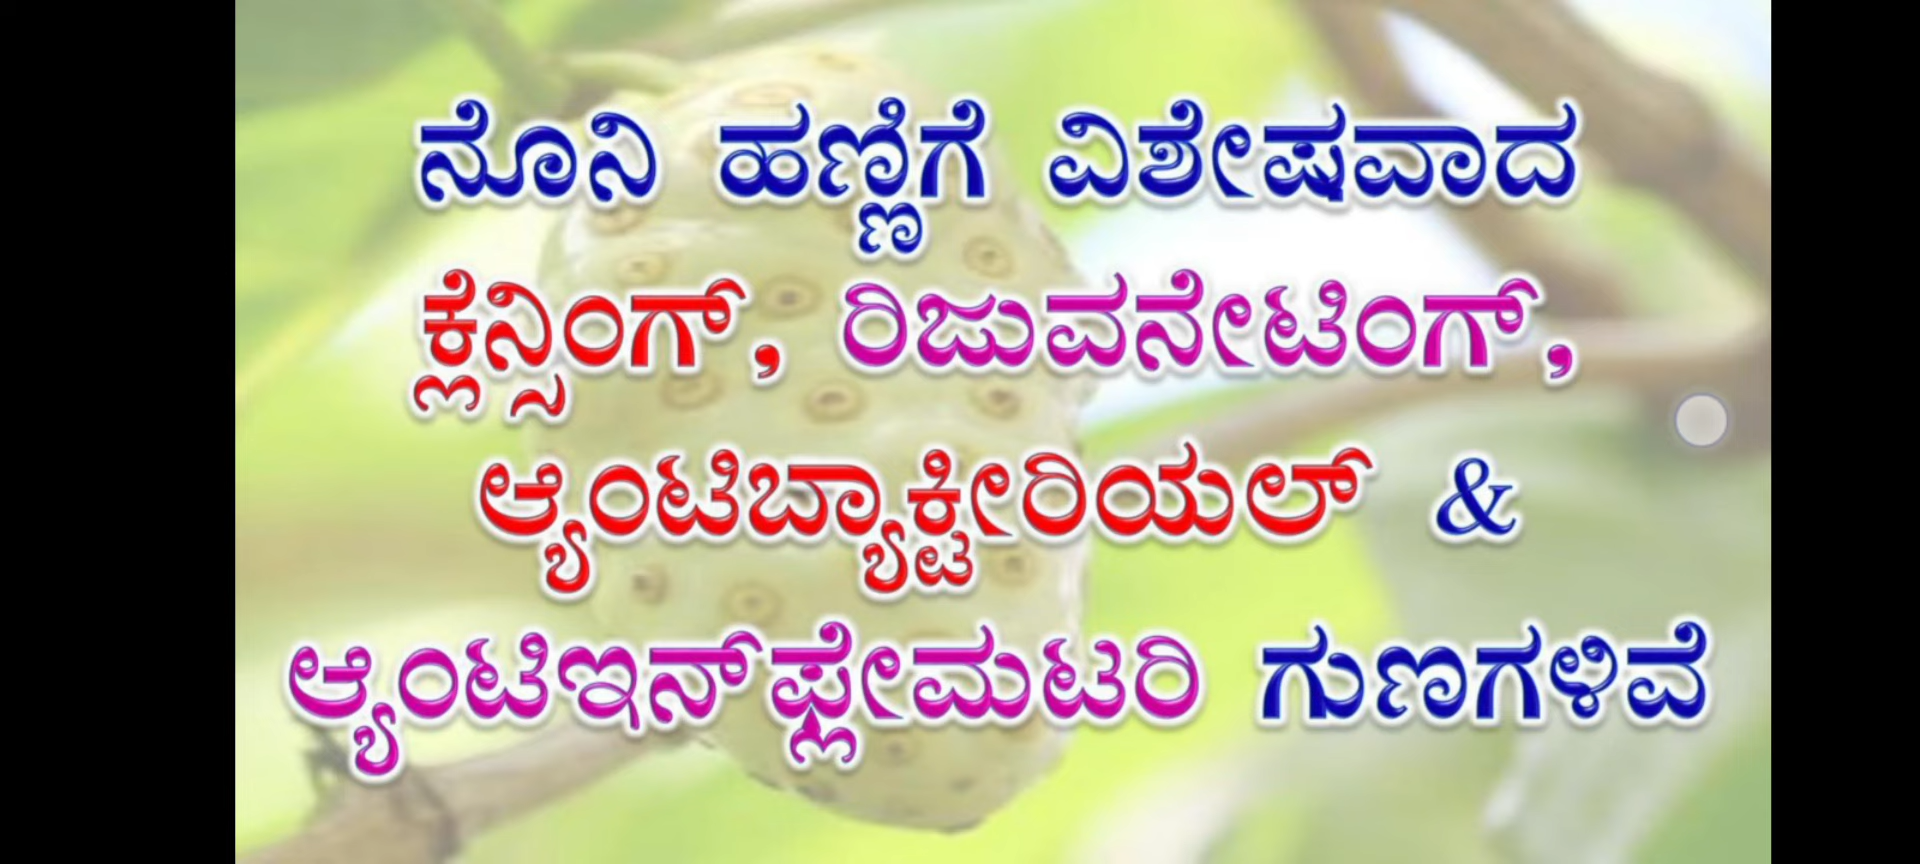 ನೊನಿ ಹಣ್ಣಿಗೆ ವಿಶೇಷವಾದ
ಕ್ಲೆನ್ಸಿಂಗ್, ರಿಜುವನೇಟಿಂಗ್,
ಆ್ಯಂಟಿಬ್ಯಾಕ್ಟೀರಿಯಲ್ &
ಆ್ಯಂಟಿಇನ್‌ಫ್ಲೇಮಟರಿ ಗುಣಗಳಿವೆ